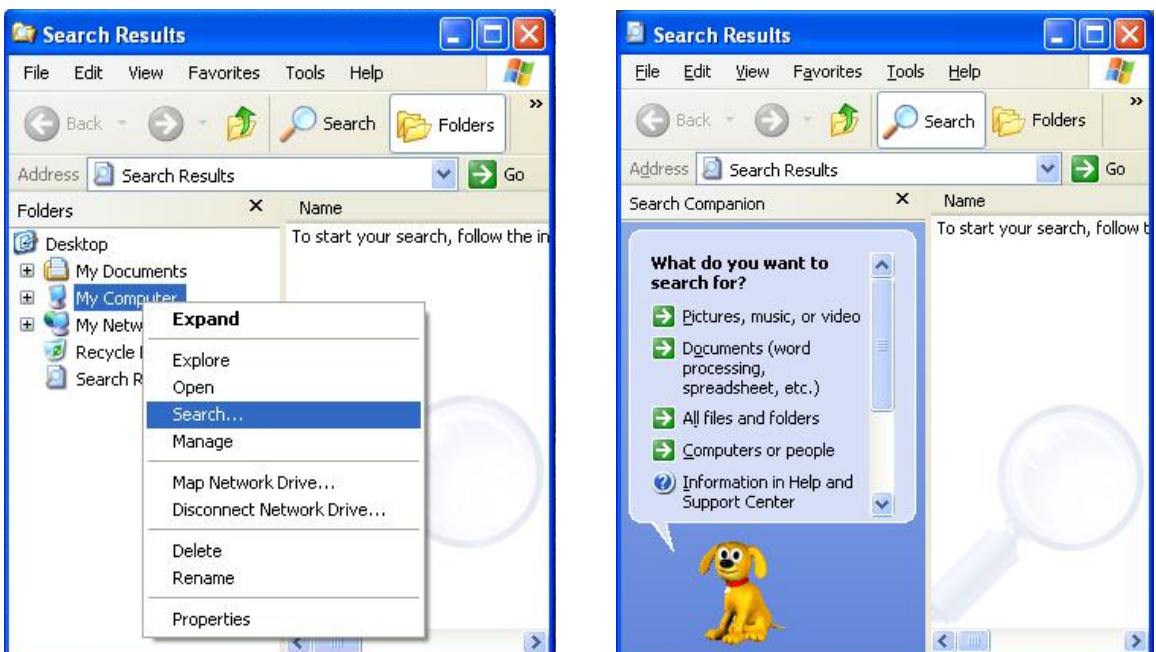 Search Results
File Edit View Favorites Tools Help
Back Search Folders »
Address Search Results Go
Folders Name
Desktop
To start your search, follow the in
My Documents
My Computer
My Netw
Recycle
Search R
Expand
Explore
Open
Search...
Manage
Map Network Drive...
Disconnect Network Drive...
Delete
Rename
Properties
Search Results
File Edit View Favorites Tools Help
Back Search Folders »
Address Search Results Go
Search Companion Name
To start your search, follow t
What do you want to
search for?
Pictures, music, or video
Documents (word
processing,
spreadsheet, etc.)
All files and folders
Computers or people
Information in Help and
Support Center